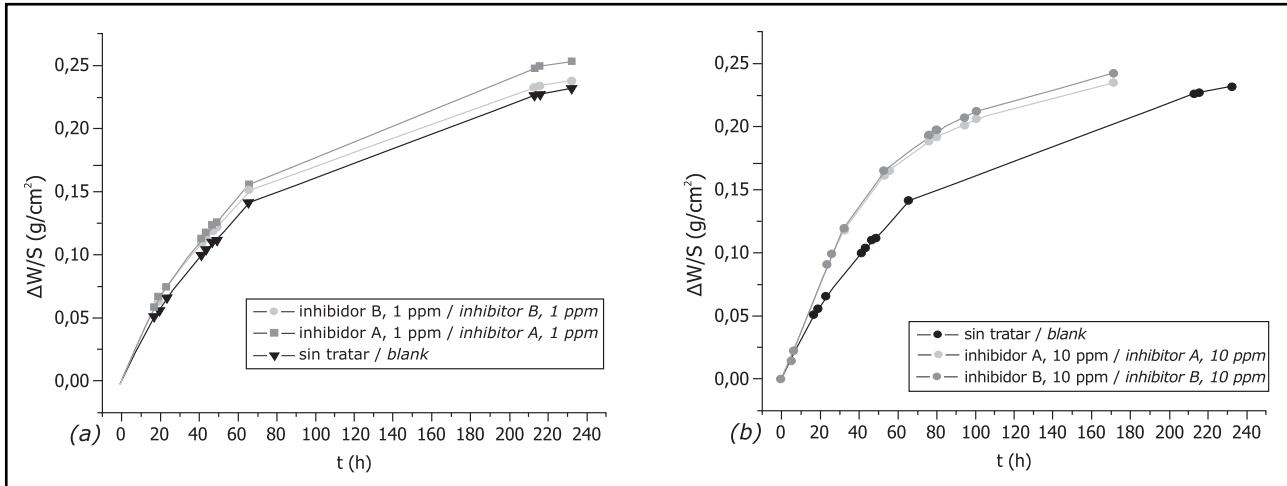 ΔW/S (g/cm²)
0,25
0,20
0,15
0,10
0,05
0,00
inhibidor B, 1 ppm / inhibitor B, 1 ppm
inhibidor A, 1 ppm / inhibitor A, 1 ppm
sin tratar / blank
(a)
0 20 40 60 80 100 120 140 160 180 200 220 240
t (h)
ΔW/S (g/cm²)
0,25
0,20
0,15
0,10
0,05
0,00
sin tratar / blank
inhibidor A, 10 ppm / inhibitor A, 10 ppm
inhibidor B, 10 ppm / inhibitor B, 10 ppm
(b)
0 20 40 60 80 100 120 140 160 180 200 220 240
t (h)